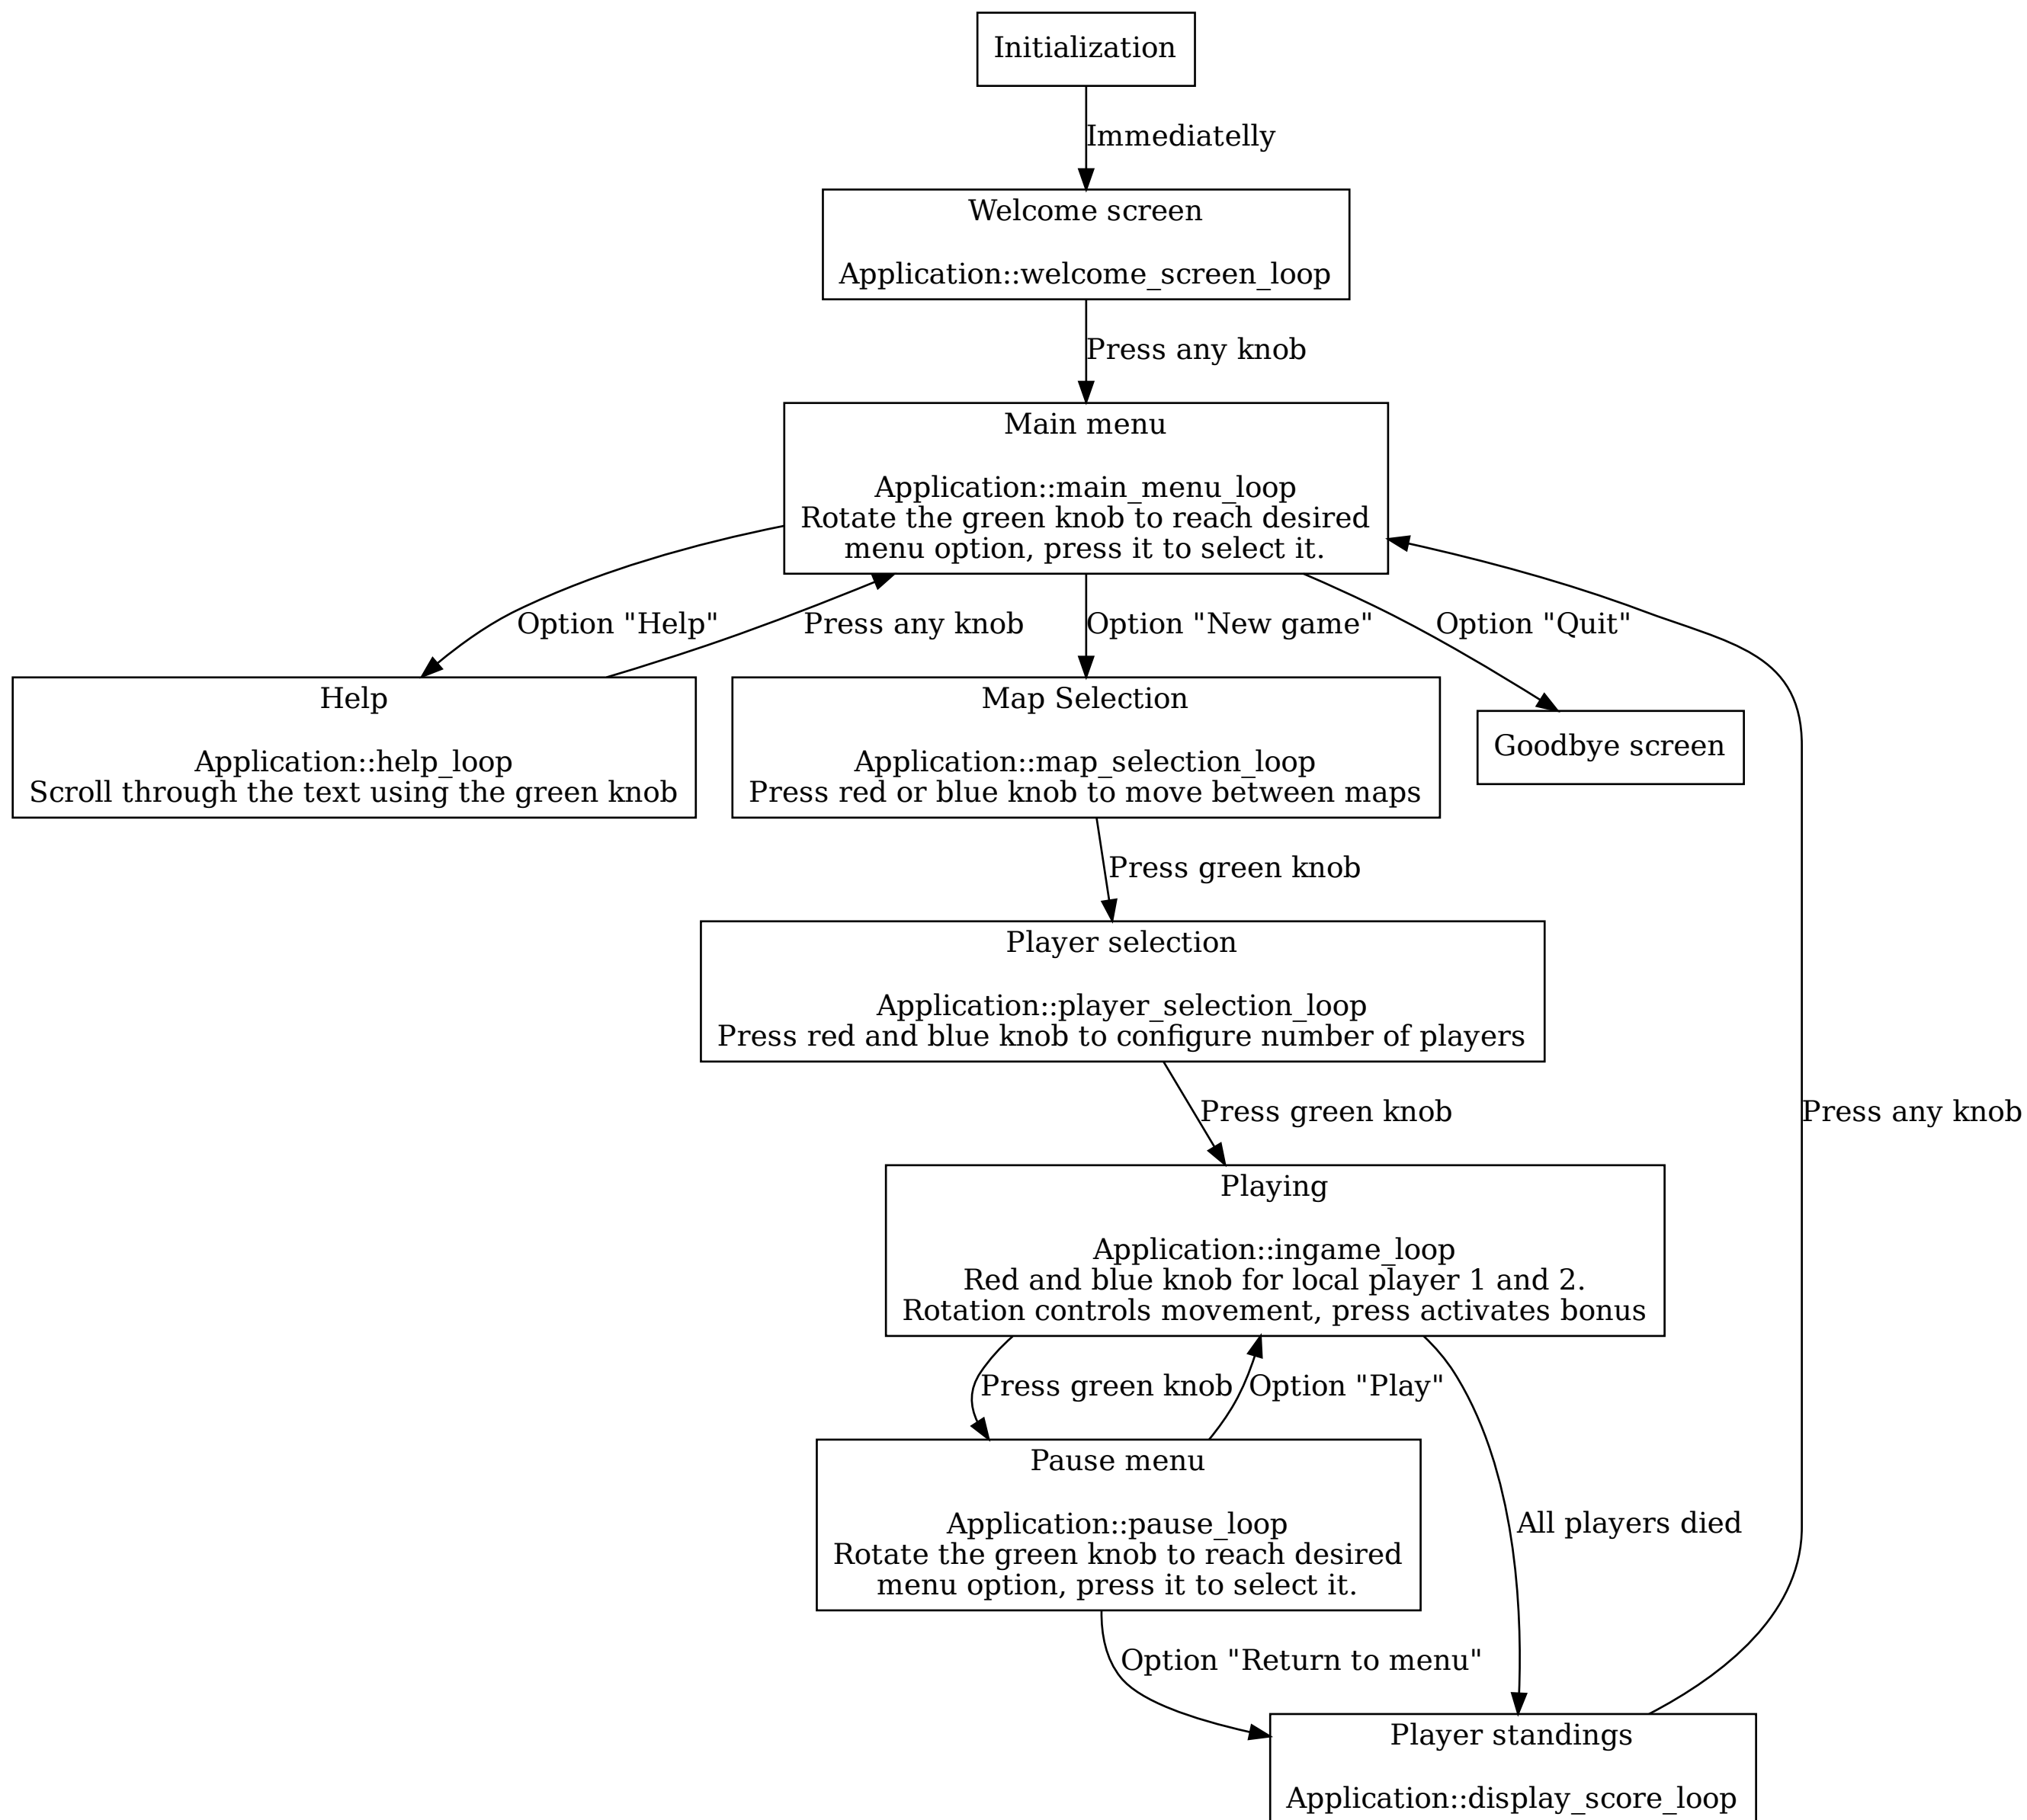 Initialization
Immediatelly
Welcome screen
Application::welcome_screen_loop
Press any knob
Main menu
Application::main_menu_loop
Rotate the green knob to reach desired
menu option, press it to select it.
Option "Help"
Press any knob
Option "New game"
Option "Quit"
Help
Application::help_loop
Scroll through the text using the green knob
Map Selection
Application::map_selection_loop
Press red or blue knob to move between maps
Goodbye screen
Press green knob
Player selection
Application::player_selection_loop
Press red and blue knob to configure number of players
Press green knob
Press any knob
Playing
Application::ingame_loop
Red and blue knob for local player 1 and 2.
Rotation controls movement, press activates bonus
Press green knob
Option "Play"
Pause menu
Application::pause_loop
Rotate the green knob to reach desired
menu option, press it to select it.
All players died
Option "Return to menu"
Player standings
Application::display_score_loop